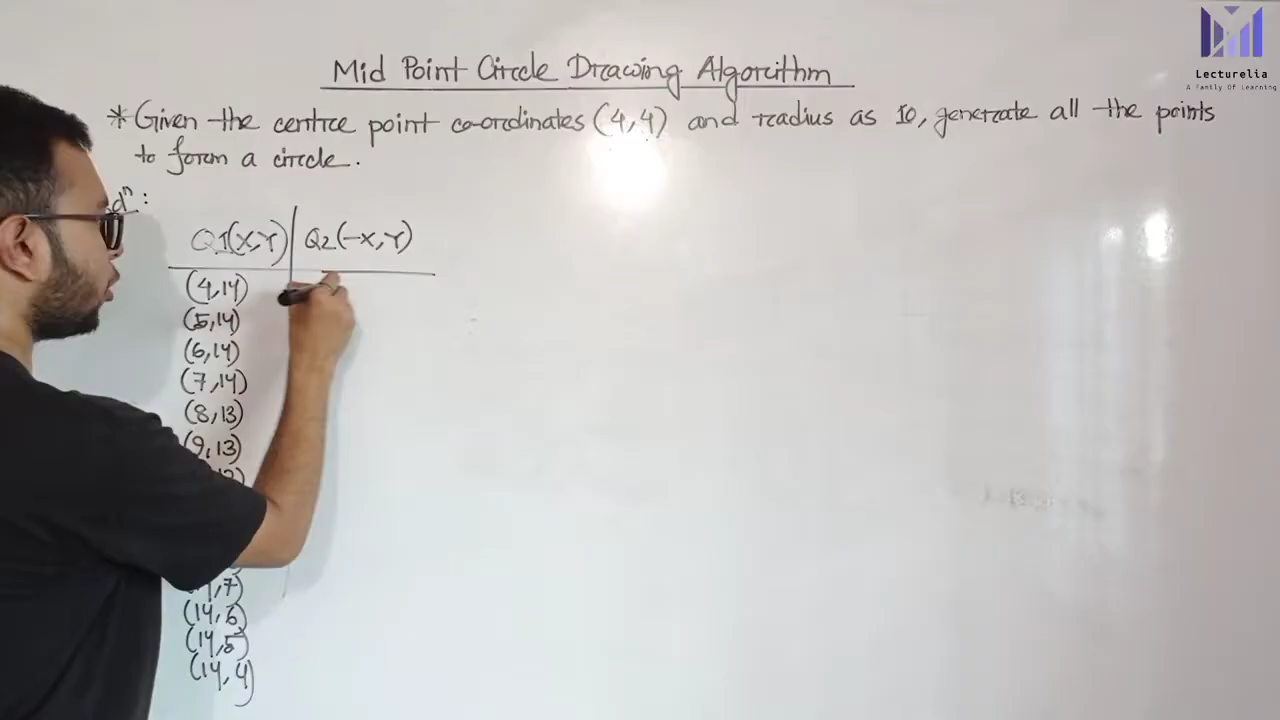 Lecturelia
A Family Of Learning
Mid Point Circle Drawing Algorithm
*Given the centre point co-ordinates (4,4) and radius as 10, generate all the points
to form a circle.
Q1(X,Y) Q2(-X,Y)
(4,14)
(5,14)
(6,14)
(7,14)
(8,13)
(9,13)
(14,6)
(14,5)
(14,4)